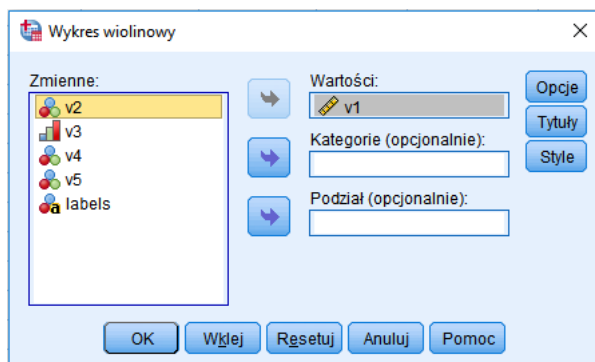 Wykres wiolinowy
Zmienne:
v2
v3
v4
v5
labels
Wartości:
v1
Kategorie (opcjonalnie):
Podział (opcjonalnie):
Opcje
Tytuły
Style
OK
Wklej
Resetuj
Anuluj
Pomoc